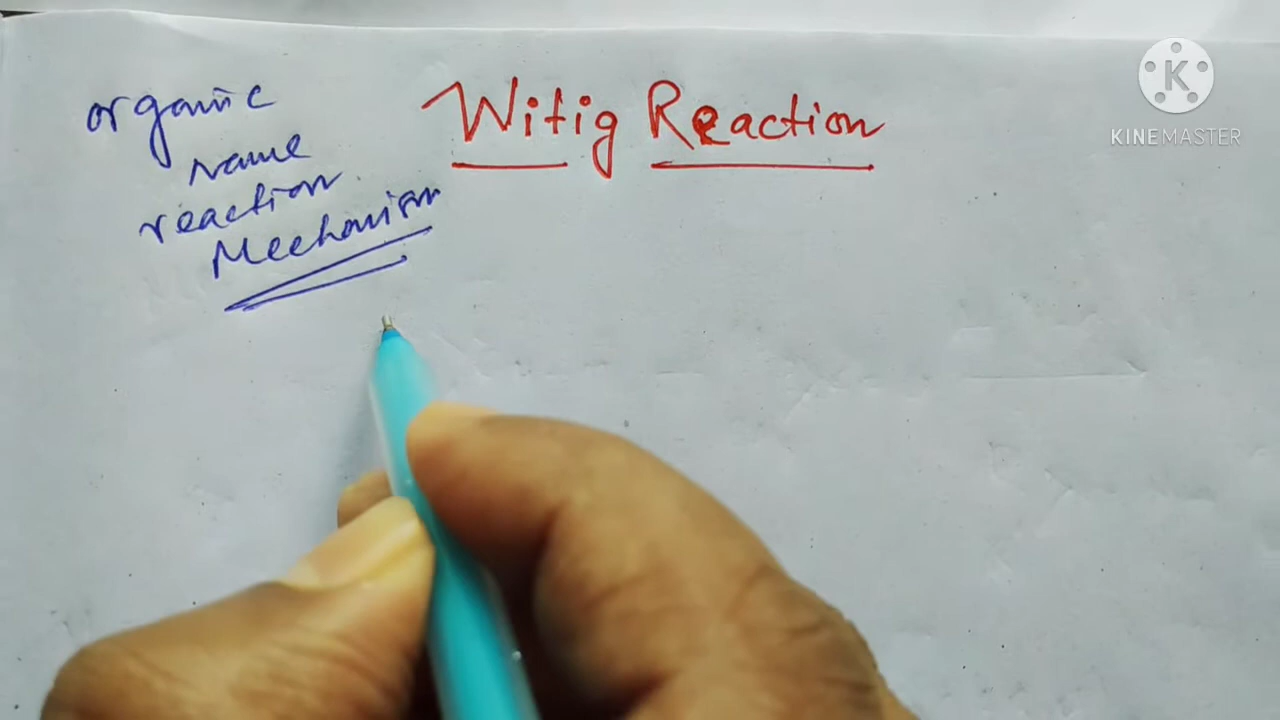 organic
name
reaction
Mechanism
Witig Reaction
K
KINEMASTER